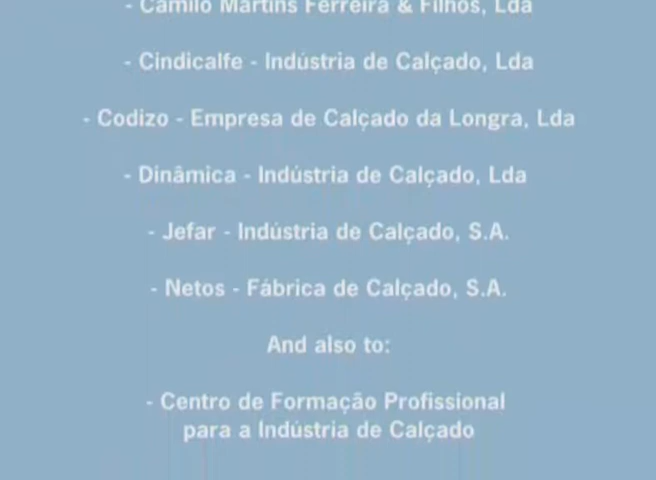 - Camilo Martins Ferreira & Filhos, Lda
- Cindicalfe - Indústria de Calçado, Lda
- Codizo - Empresa de Calçado da Longra, Lda
- Dinâmica - Indústria de Calçado, Lda
- Jefar - Indústria de Calçado, S.A.
- Netos - Fábrica de Calçado, S.A.
And also to:
- Centro de Formação Profissional
para a Indústria de Calçado